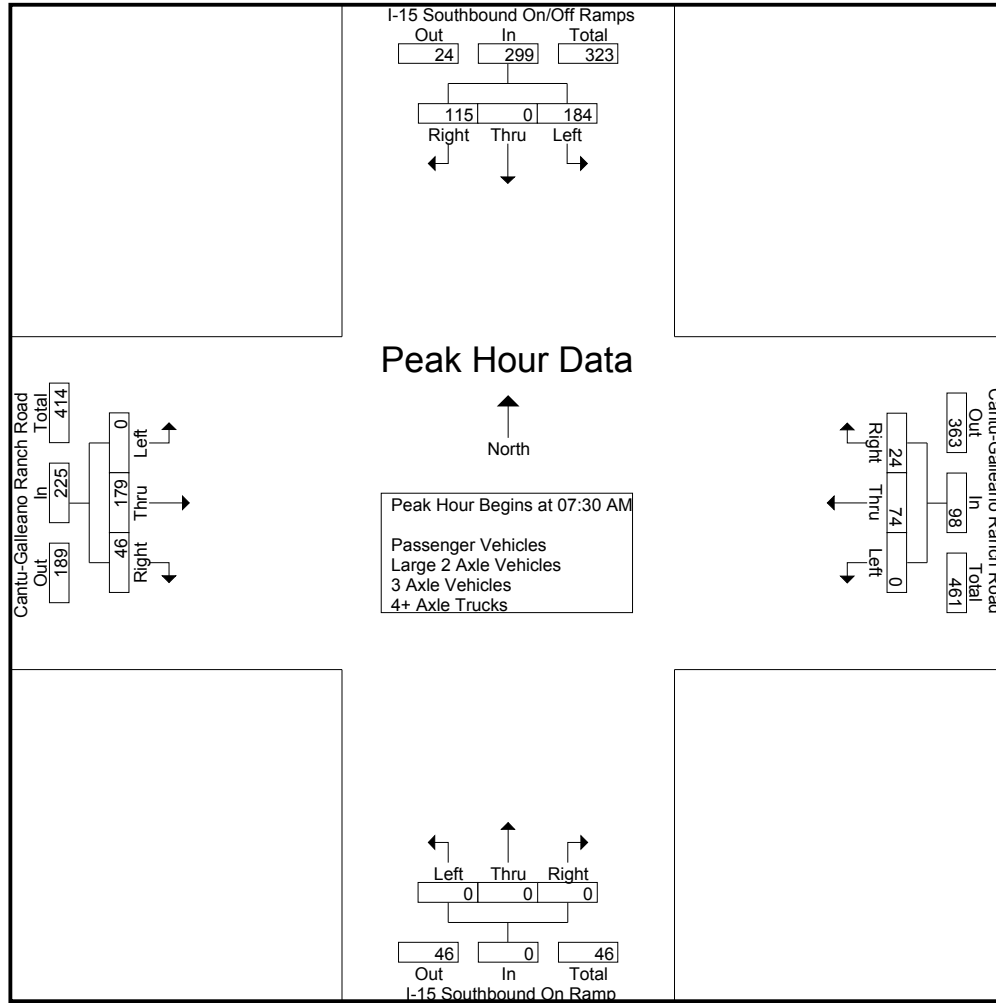 I-15 Southbound On/Off Ramps
Out In Total
24 299 323
115 0 184
Right Thru Left
Peak Hour Data
North
Peak Hour Begins at 07:30 AM
Passenger Vehicles
Large 2 Axle Vehicles
3 Axle Vehicles
4+ Axle Trucks
Cantu-Galleano Ranch Road
Out In Total
189 225 414
Right Thru Left
46 179 0
Cantu-Galleano Ranch Road
Out In Total
363 98 461
24 74 0
Right Thru Left
Left Thru Right
0 0 0
46 0 46
Out In Total
I-15 Southbound On Ramp